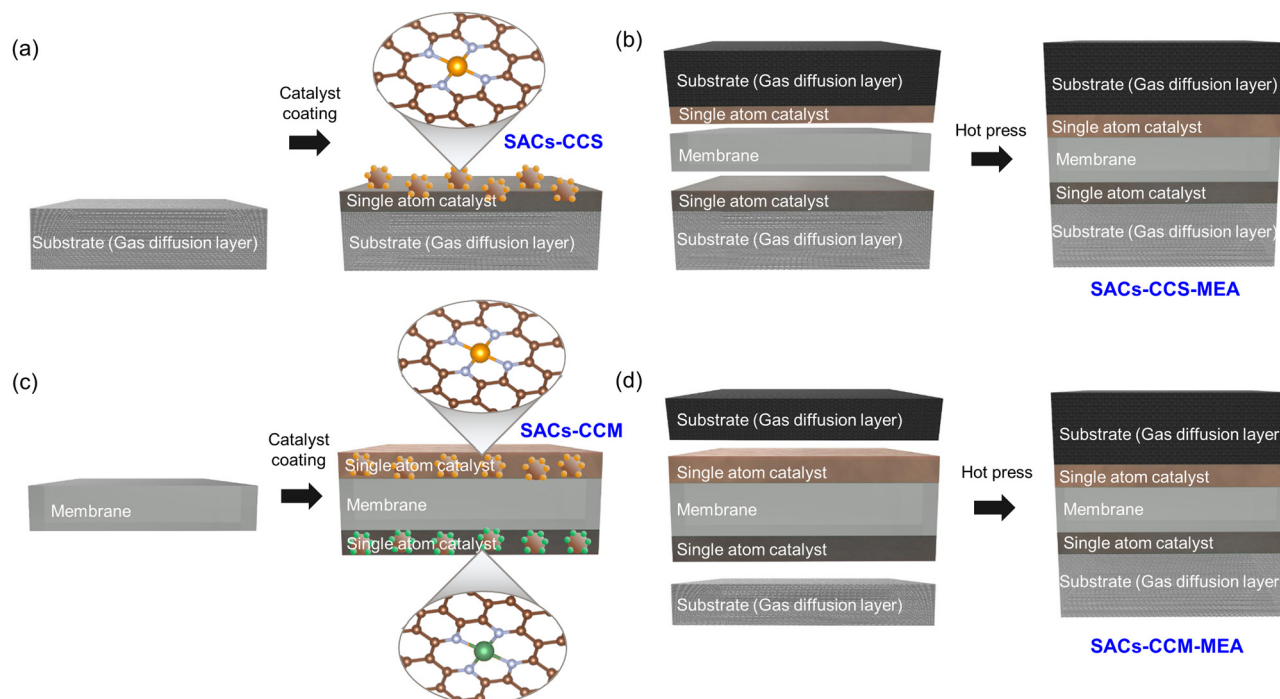 (a)
Catalyst
coating
SACs-CCS
Single atom catalyst
Substrate (Gas diffusion layer)
Substrate (Gas diffusion layer)
(b)
Substrate (Gas diffusion layer)
Single atom catalyst
Membrane
Single atom catalyst
Substrate (Gas diffusion layer)
Hot press
Substrate (Gas diffusion layer)
Single atom catalyst
Membrane
Single atom catalyst
Substrate (Gas diffusion layer)
SACs-CCS-MEA
(c)
Membrane
Catalyst
coating
SACs-CCM
Single atom catalyst
Membrane
Single atom catalyst
(d)
Substrate (Gas diffusion layer)
Single atom catalyst
Membrane
Single atom catalyst
Substrate (Gas diffusion layer)
Hot press
Substrate (Gas diffusion layer)
Single atom catalyst
Membrane
Single atom catalyst
Substrate (Gas diffusion layer)
SACs-CCM-MEA